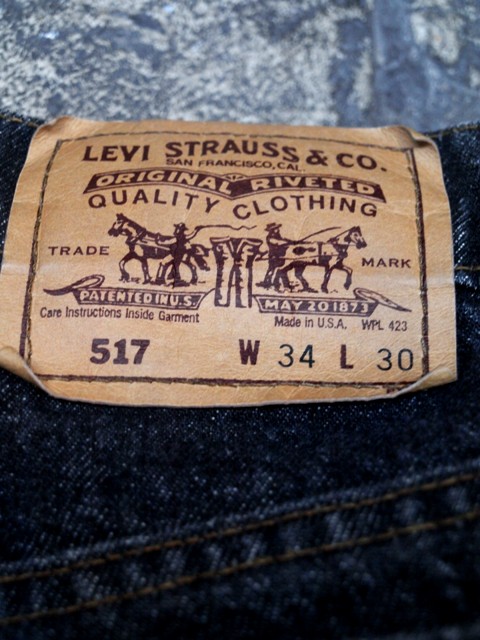 LEVI STRAUSS & CO.
SAN FRANCISCO, CAL.
ORIGINAL RIVETED
QUALITY CLOTHING
TRADE MARK
PATENTED IN U.S. MAY 20 1873
Care Instructions Inside Garment Made in U.S.A. WPL 423
517 W 34 L 30